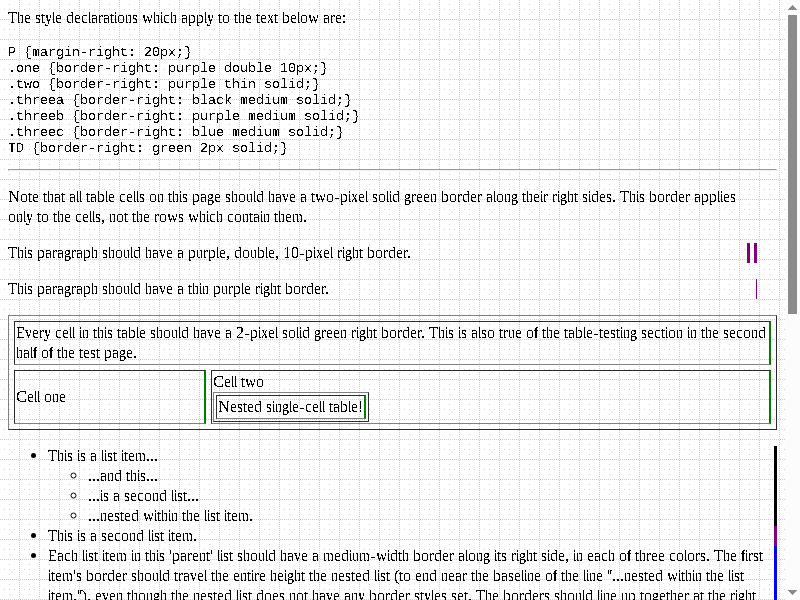 The style declarations which apply to the text below are:
P {margin-right: 20px;}
.one {border-right: purple double 10px;}
.two {border-right: purple thin solid;}
.threea {border-right: black medium solid;}
.threeb {border-right: purple medium solid;}
.threec {border-right: blue medium solid;}
TD {border-right: green 2px solid;}
Note that all table cells on this page should have a two-pixel solid green border along their right sides. This border applies
only to the cells, not the rows which contain them.
This paragraph should have a purple, double, 10-pixel right border.
This paragraph should have a thin purple right border.
Every cell in this table should have a 2-pixel solid green right border. This is also true of the table-testing section in the second
half of the test page.
Cell one
Cell two
Nested single-cell table!
This is a list item...
...and this...
...is a second list...
...nested within the list item.
This is a second list item.
Each list item in this 'parent' list should have a medium-width border along its right side, in each of three colors. The first
item's border should travel the entire height the nested list (to end near the baseline of the line "...nested within the list
item."), even though the nested list does not have any border styles set. The borders should line up together at the right